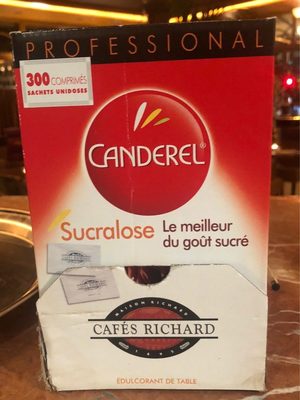 PROFESSIONAL
300 COMPRIMÉS
SACHETS UNIDOSES
CANDEREL®
Sucralose Le meilleur
du goût sucré
MAISON RICHARD
CAFÉS RICHARD
1892
EDULCORANT DE TABLE